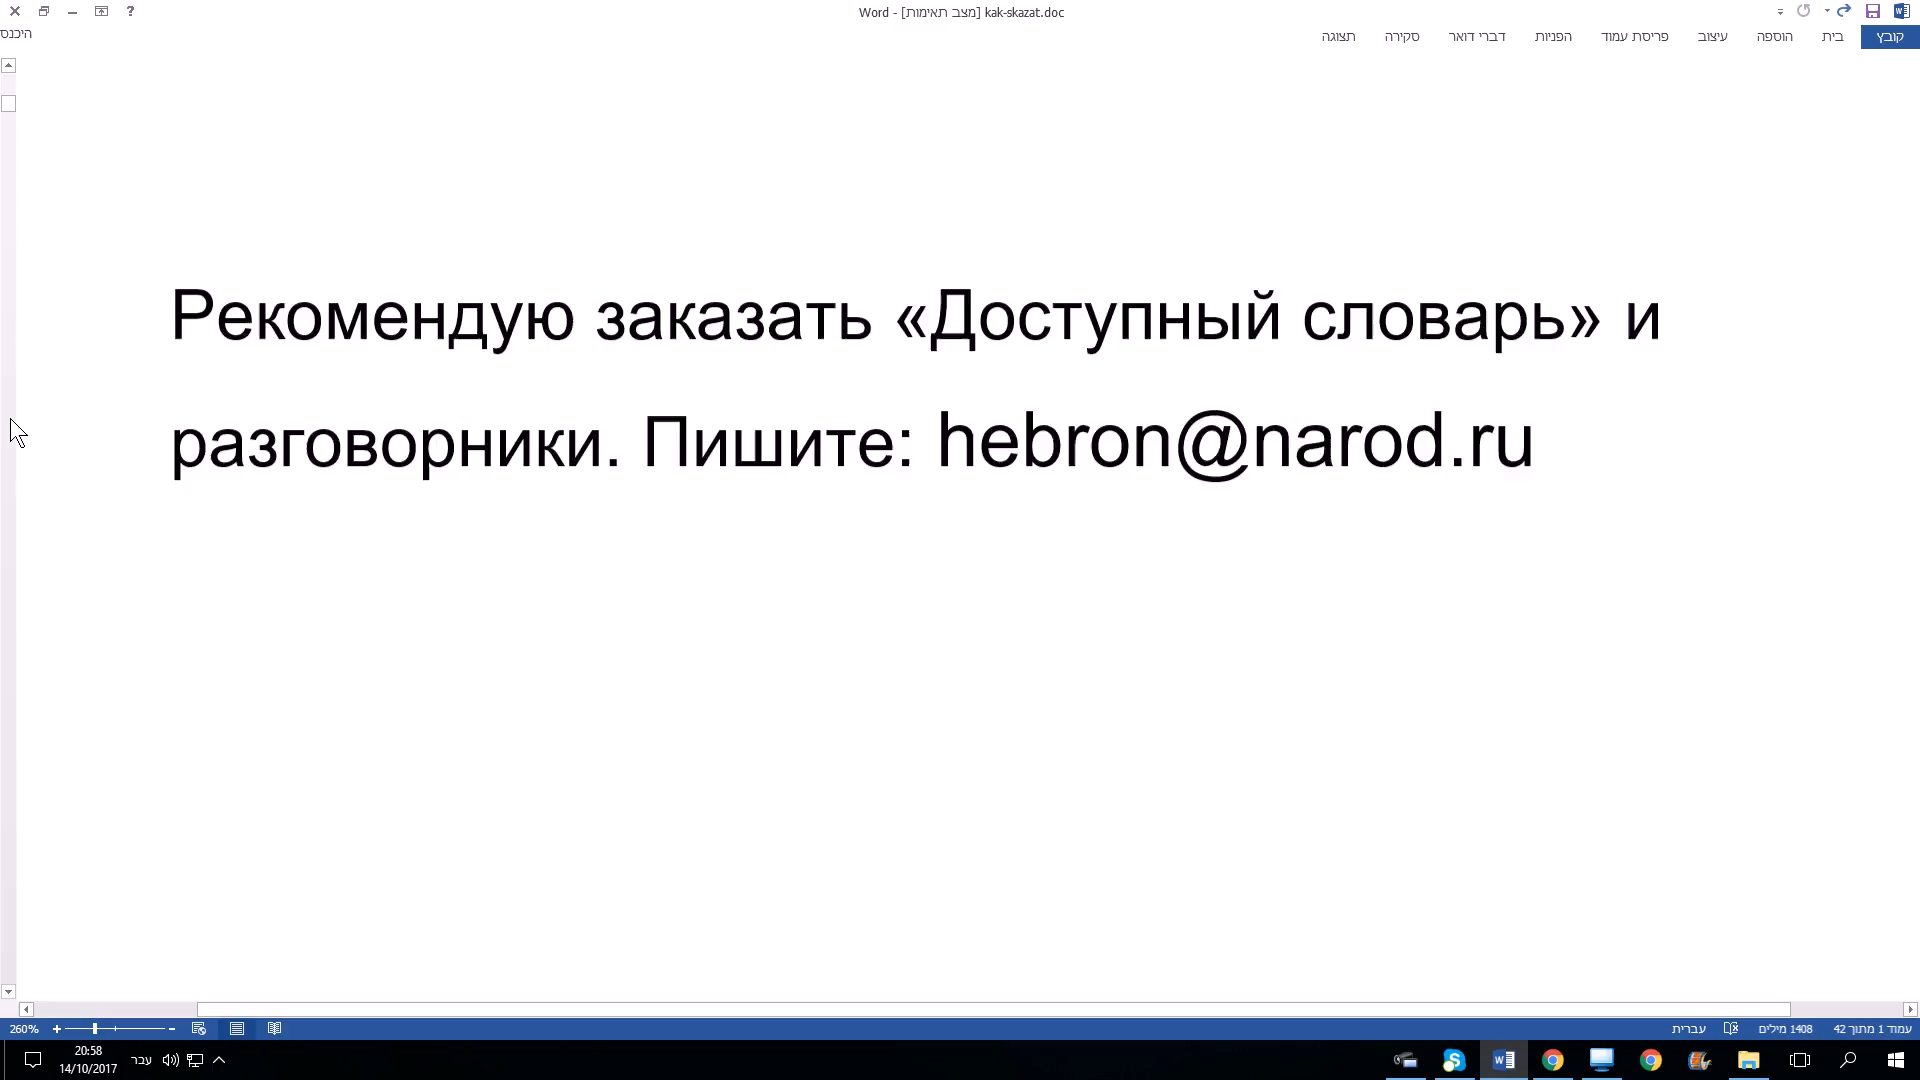 kak-skazat.doc [מצב תאימות] - Word
היכנס
קובץ בית הוספה עיצוב פריסת עמוד הפניות דברי דואר סקירה תצוגה
Рекомендую заказать «Доступный словарь» и
разговорники. Пишите: hebron@narod.ru
עמוד 1 מתוך 42 1408 מילים עברית
260%
עבר
20:58
14/10/2017